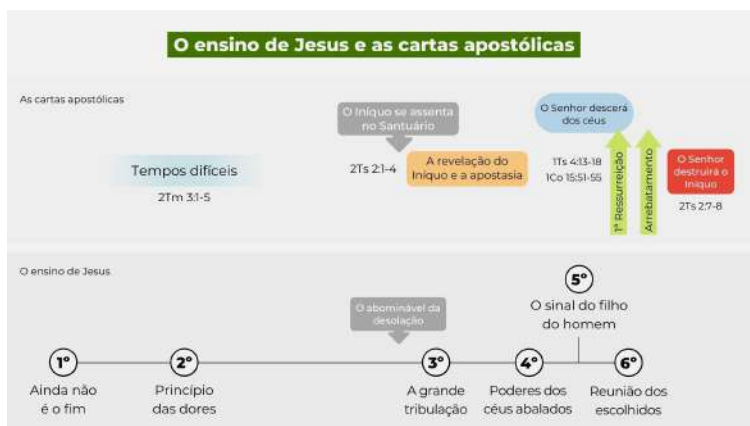 O ensino de Jesus e as cartas apostólicas
As cartas apostólicas
O Iníquo se assenta
no Santuário
O Senhor descerá
dos céus
Tempos difíceis
2Tm 3:1-5
2Ts 2:1-4
A revelação do
Iníquo e a apostasia
1Ts 4:13-18
1Co 15:51-55
1ª Ressurreição
Arrebatamento
O Senhor
destruirá o
Iníquo
2Ts 2:7-8
O ensino de Jesus
O abominável da
desolação
5º
O sinal do filho
do homem
1º
2º
3º
4º
6º
Ainda não
é o fim
Princípio
das dores
A grande
tribulação
Poderes dos
céus abalados
Reunião dos
escolhidos